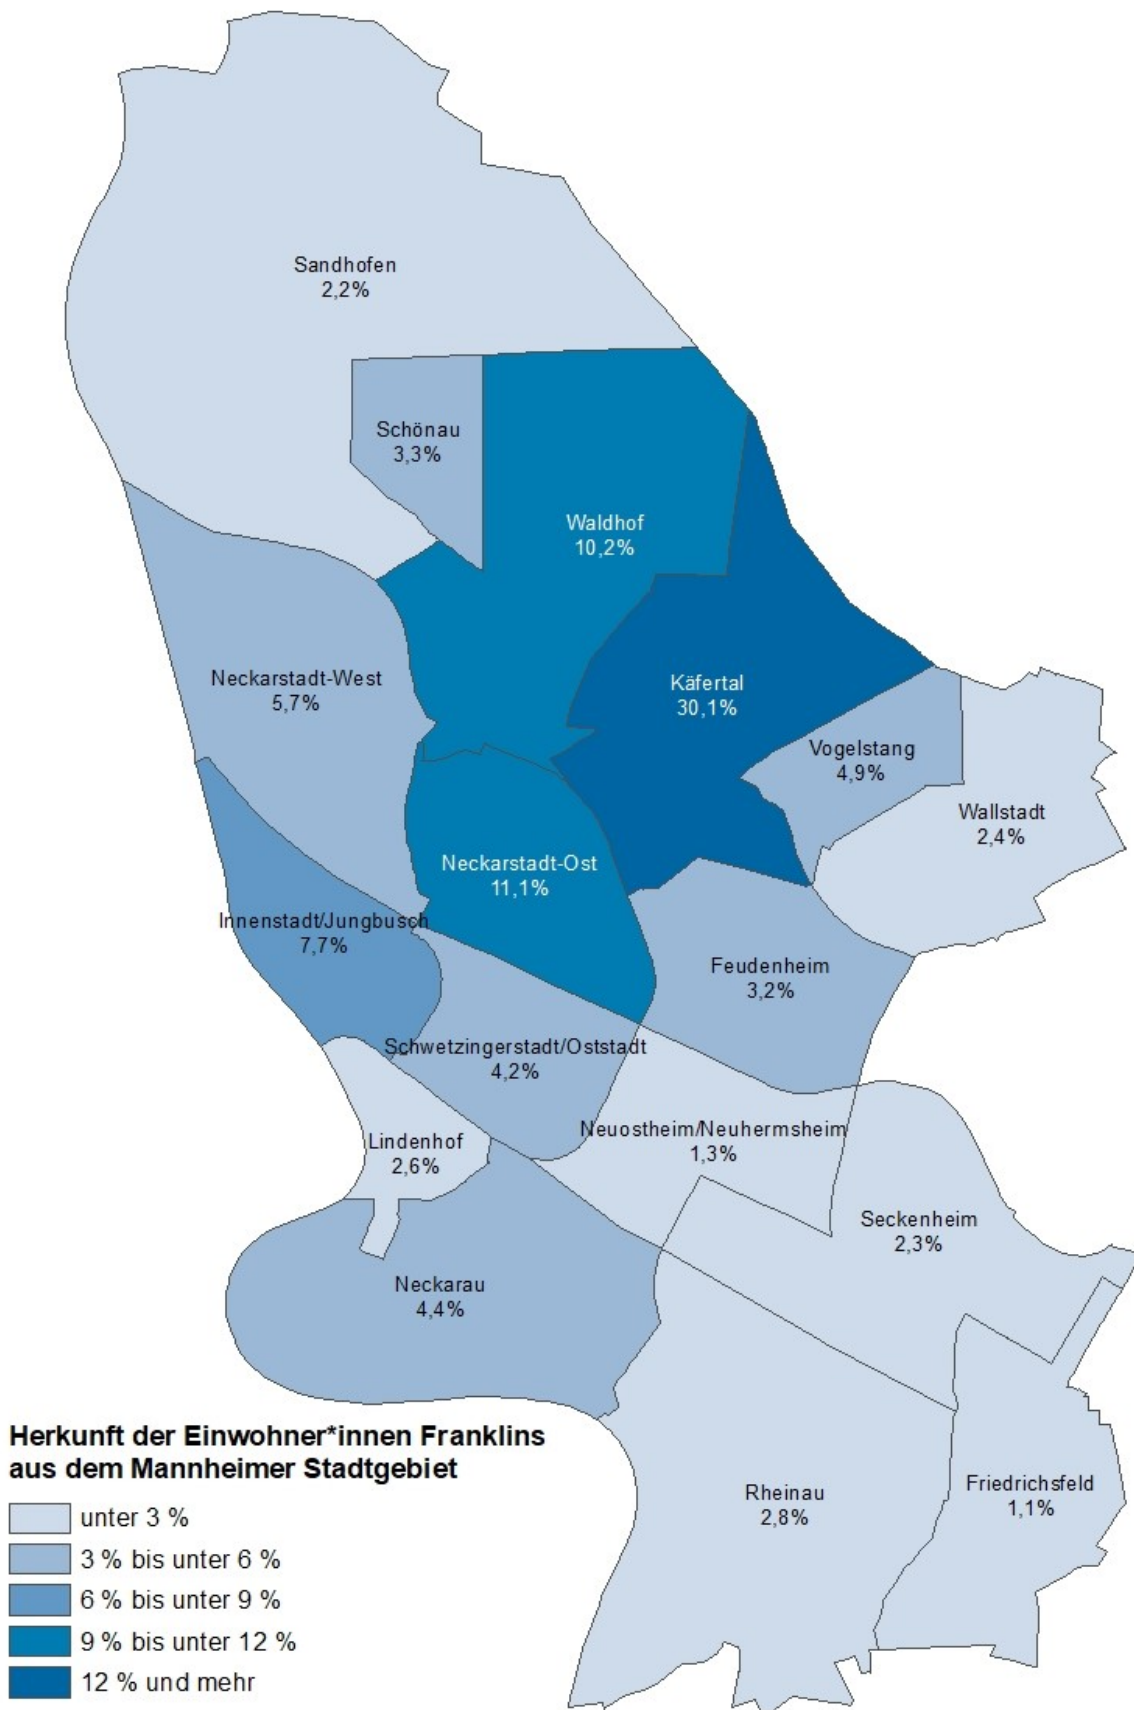 Sandhofen
2,2%
Schönau
3,3%
Waldhof
10,2%
Neckarstadt-West
5,7%
Käfertal
30,1%
Vogelstang
4,9%
Wallstadt
2,4%
Neckarstadt-Ost
11,1%
Innenstadt/Jungbusch
7,7%
Feudenheim
3,2%
Schwetzingerstadt/Oststadt
4,2%
Neuostheim/Neuhermsheim
1,3%
Lindenhof
2,6%
Seckenheim
2,3%
Neckarau
4,4%
Rheinau
2,8%
Friedrichsfeld
1,1%
Herkunft der Einwohner*innen Franklins
aus dem Mannheimer Stadtgebiet
unter 3 %
3 % bis unter 6 %
6 % bis unter 9 %
9 % bis unter 12 %
12 % und mehr